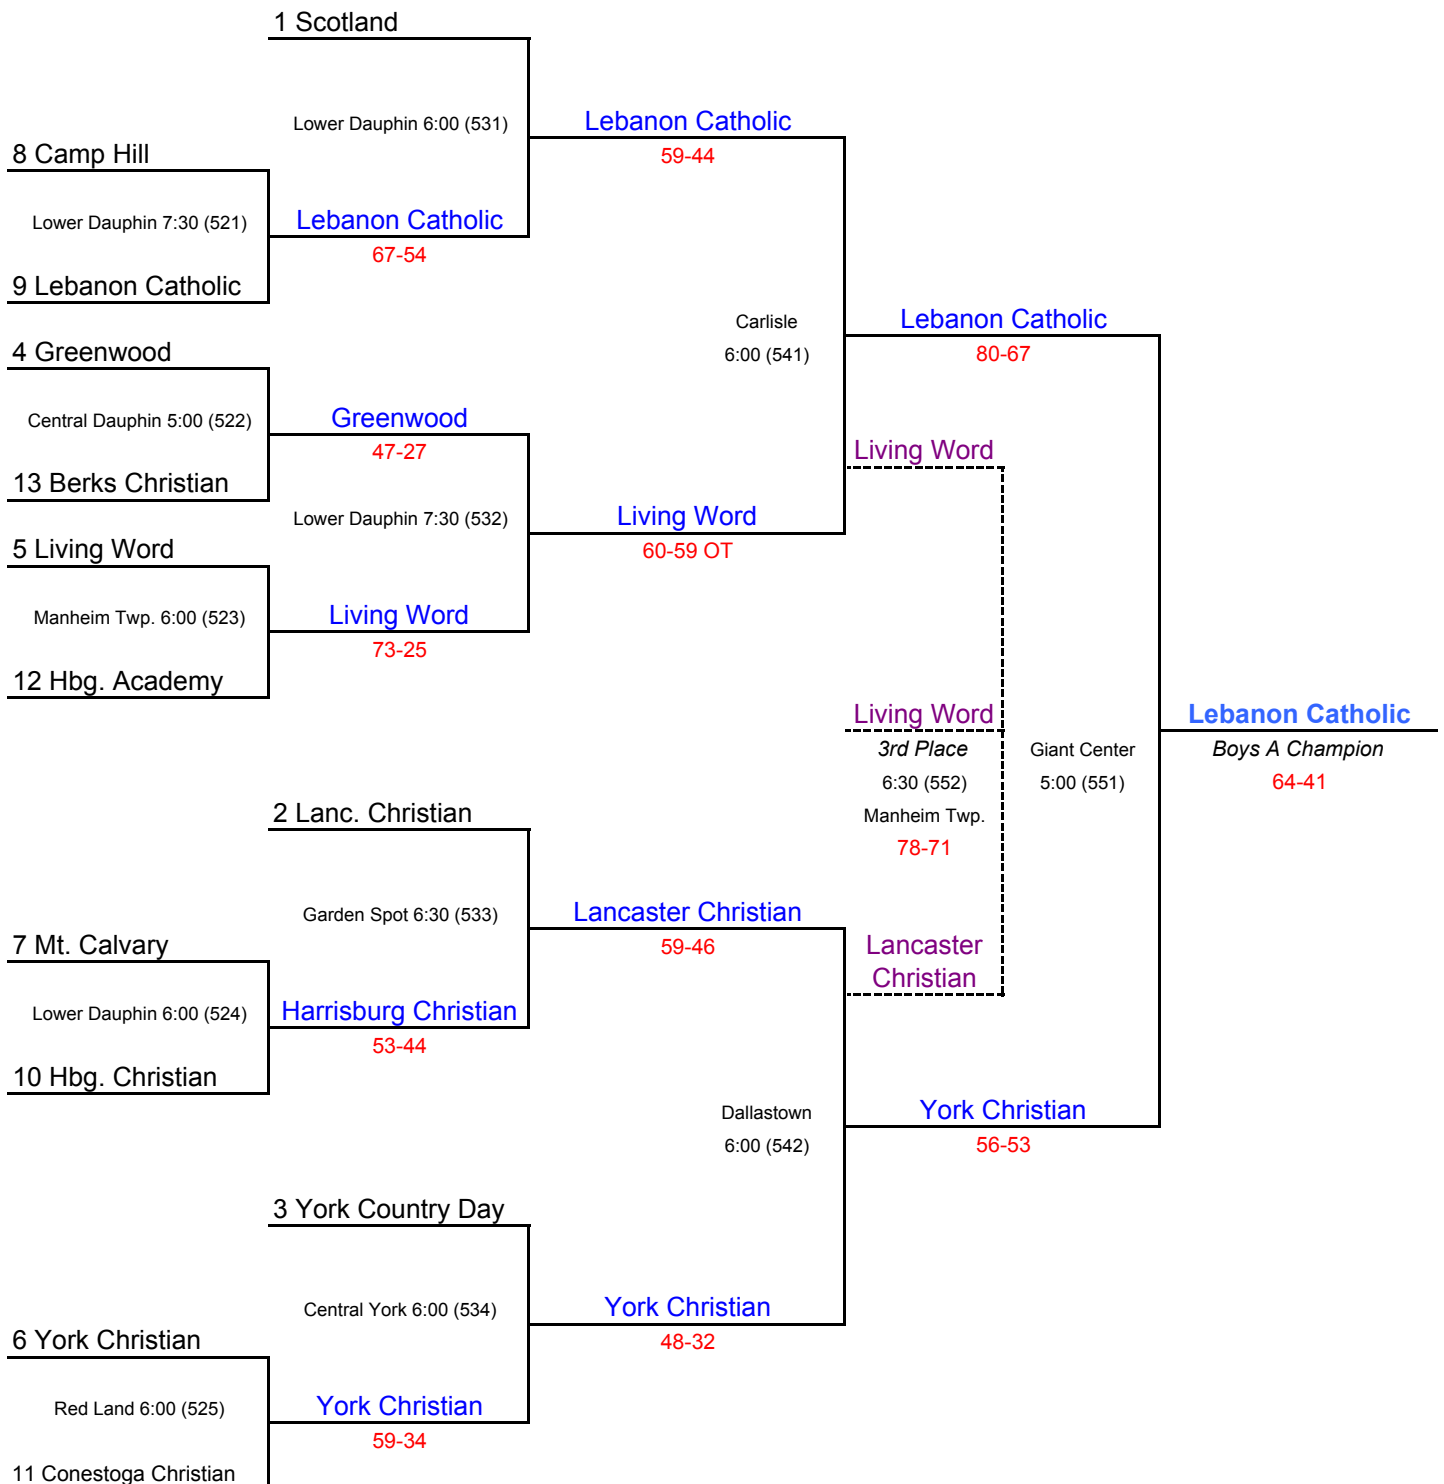 1 Scotland
Lower Dauphin 6:00 (531)
Lebanon Catholic
59-44
8 Camp Hill
Lower Dauphin 7:30 (521)
Lebanon Catholic
67-54
9 Lebanon Catholic
Carlisle
6:00 (541)
Lebanon Catholic
80-67
4 Greenwood
Central Dauphin 5:00 (522)
Greenwood
47-27
Living Word
13 Berks Christian
Lower Dauphin 7:30 (532)
Living Word
60-59 OT
5 Living Word
Manheim Twp. 6:00 (523)
Living Word
73-25
12 Hbg. Academy
Living Word
3rd Place
6:30 (552)
Manheim Twp.
78-71
Giant Center
5:00 (551)
Lebanon Catholic
Boys A Champion
64-41
2 Lanc. Christian
Garden Spot 6:30 (533)
Lancaster Christian
59-46
Lancaster
Christian
7 Mt. Calvary
Lower Dauphin 6:00 (524)
Harrisburg Christian
53-44
10 Hbg. Christian
Dallastown
6:00 (542)
York Christian
56-53
3 York Country Day
Central York 6:00 (534)
York Christian
48-32
6 York Christian
Red Land 6:00 (525)
York Christian
59-34
11 Conestoga Christian